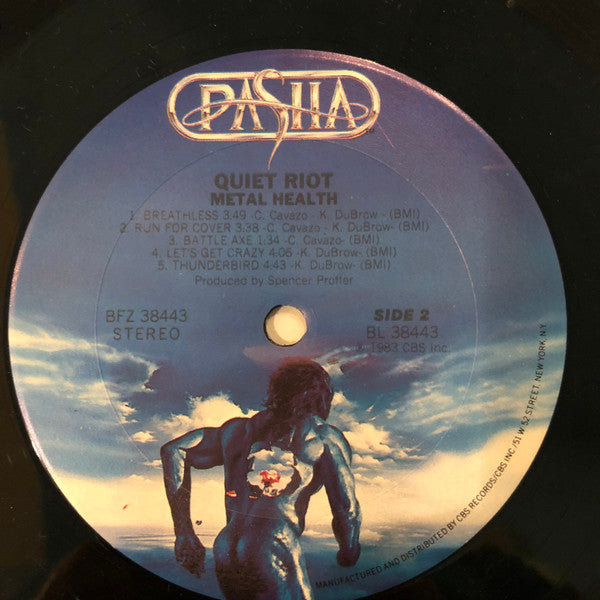 PASHA
QUIET RIOT
METAL HEALTH
1. BREATHLESS 3:49 -C. Cavazo - K. DuBrow - (BMI)
2. RUN FOR COVER 3:38 -C. Cavazo - K. DuBrow- (BMI)
3. BATTLE AXE 1:34 -C. Cavazo- (BMI)
4. LET'S GET CRAZY 4:05 -K. DuBrow- (BMI)
5. THUNDERBIRD 4:43 -K. DuBrow- (BMI)
Produced by Spencer Proffer
BFZ 38443
STEREO
SIDE 2
BL 38443
℗ 1983 CBS Inc.
MANUFACTURED AND DISTRIBUTED BY CBS RECORDS/CBS INC./51 W. 52 STREET, NEW YORK, N.Y.